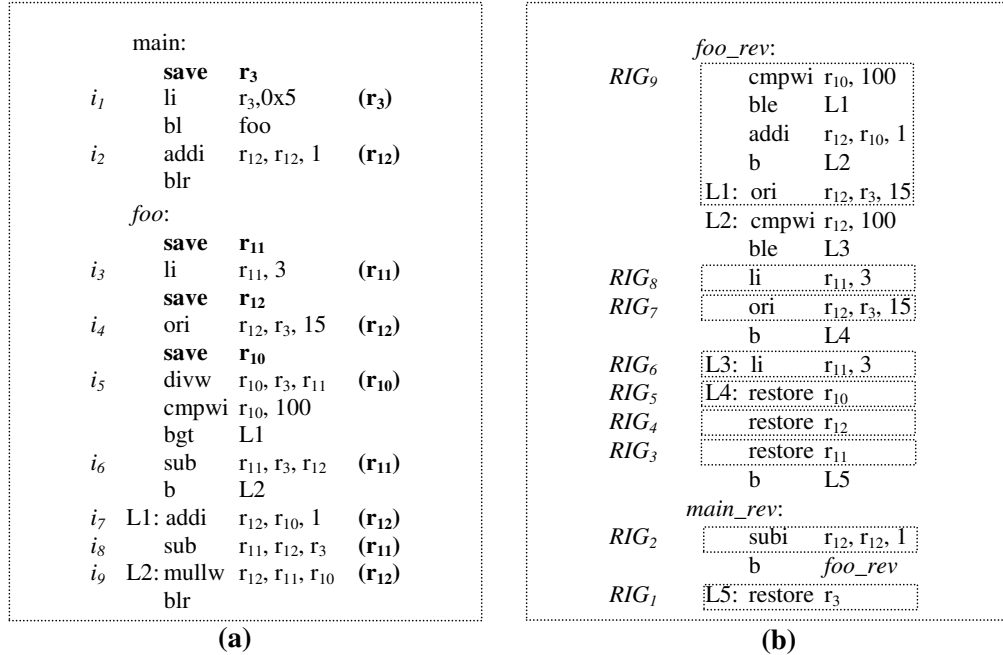 main:
save r3
i1 li r3,0x5 (r3)
bl foo
i2 addi r12, r12, 1 (r12)
blr
foo:
save r11
i3 li r11, 3 (r11)
save r12
i4 ori r12, r3, 15 (r12)
save r10
i5 divw r10, r3, r11 (r10)
cmpwi r10, 100
bgt L1
i6 sub r11, r3, r12 (r11)
b L2
i7 L1: addi r12, r10, 1 (r12)
i8 sub r11, r12, r3 (r11)
i9 L2: mullw r12, r11, r10 (r12)
blr
(a)
foo_rev:
RIG9 cmpwi r10, 100
ble L1
addi r12, r10, 1
b L2
L1: ori r12, r3, 15
L2: cmpwi r12, 100
ble L3
RIG8 li r11, 3
RIG7 ori r12, r3, 15
b L4
RIG6 L3: li r11, 3
RIG5 L4: restore r10
RIG4 restore r12
RIG3 restore r11
b L5
main_rev:
RIG2 subi r12, r12, 1
b foo_rev
RIG1 L5: restore r3
(b)